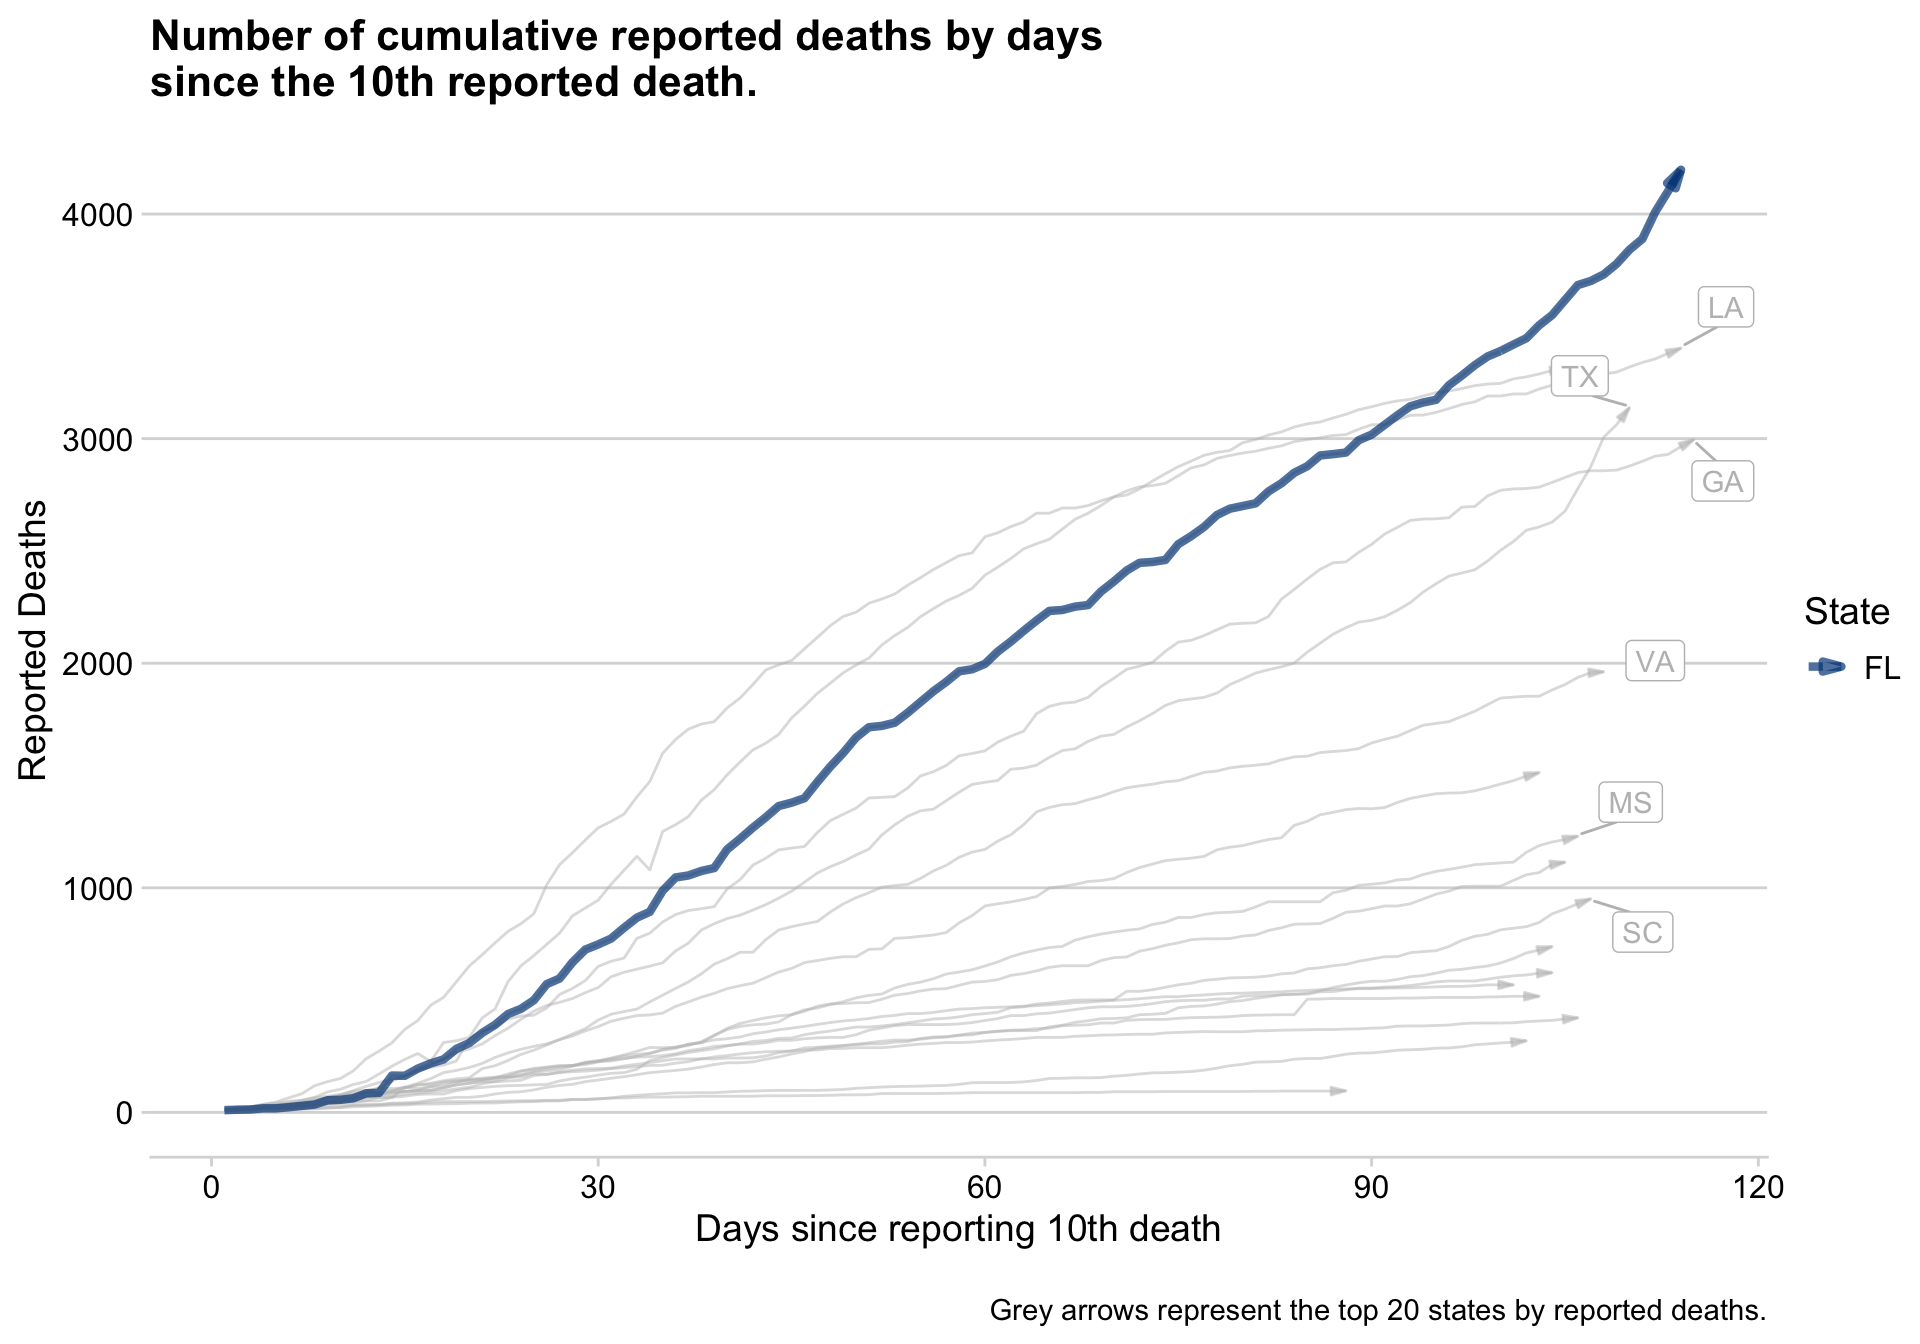 Number of cumulative reported deaths by days
since the 10th reported death.
4000
3000
2000
1000
0
Reported Deaths
LA
TX
GA
VA
MS
SC
State
FL
0
30
60
90
120
Days since reporting 10th death
Grey arrows represent the top 20 states by reported deaths.